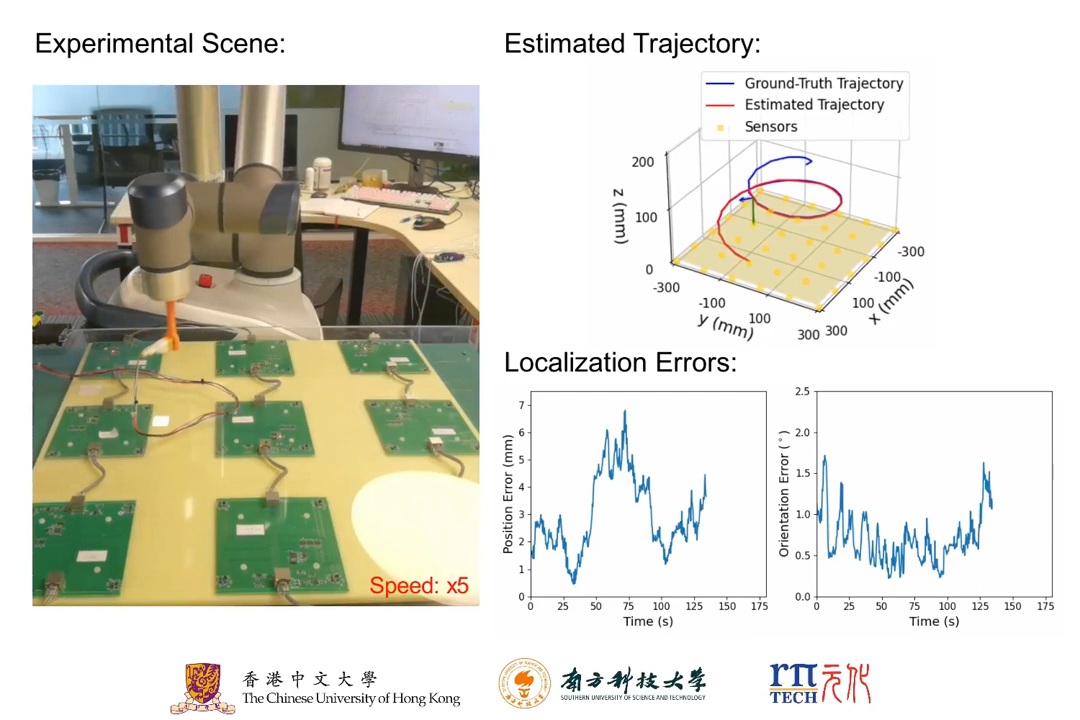 Experimental Scene:
Speed: x5
Estimated Trajectory:
Ground-Truth Trajectory
Estimated Trajectory
Sensors
200
100
0
z (mm)
-300
-100
100
300
y (mm)
300
100
-100
-300
x (mm)
Localization Errors:
7
6
5
4
3
2
1
0
Position Error (mm)
0 25 50 75 100 125 150 175
Time (s)
2.5
2.0
1.5
1.0
0.5
0.0
Orientation Error (°)
0 25 50 75 100 125 150 175
Time (s)
香港中文大學
The Chinese University of Hong Kong
南方科技大学
SOUTHERN UNIVERSITY OF SCIENCE AND TECHNOLOGY
TECH 元化